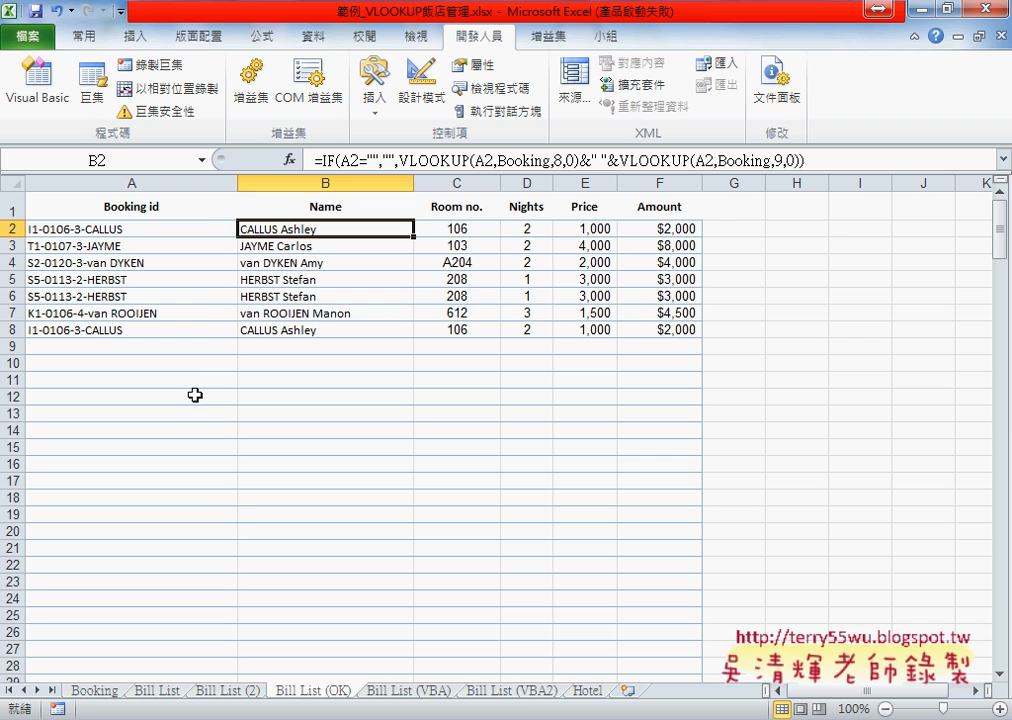 範例_VLOOKUP飯店管理.xlsx - Microsoft Excel (產品啟動失敗)
檔案 常用 插入 版面配置 公式 資料 校閱 檢視 開發人員 增益集 小組
Visual Basic 巨集 錄製巨集 以相對位置錄製 巨集安全性 程式碼
增益集 COM 增益集 增益集
插入 設計模式 屬性 檢視程式碼 執行對話方塊 控制項
來源... 對應內容 擴充套件 重新整理資料 匯入 匯出 XML
文件面板 修改
B2 fx =IF(A2="","",VLOOKUP(A2,Booking,8,0)&" "&VLOOKUP(A2,Booking,9,0))
A B C D E F G H I J K
1 Booking id Name Room no. Nights Price Amount
2 I1-0106-3-CALLUS CALLUS Ashley 106 2 1,000 $2,000
3 T1-0107-3-JAYME JAYME Carlos 103 2 4,000 $8,000
4 S2-0120-3-van DYKEN van DYKEN Amy A204 2 2,000 $4,000
5 S5-0113-2-HERBST HERBST Stefan 208 1 3,000 $3,000
6 S5-0113-2-HERBST HERBST Stefan 208 1 3,000 $3,000
7 K1-0106-4-van ROOIJEN van ROOIJEN Manon 612 3 1,500 $4,500
8 I1-0106-3-CALLUS CALLUS Ashley 106 2 1,000 $2,000
9
10
11
12
13
14
15
16
17
18
19
20
21
22
23
24
25
26
27
28
http://terry55wu.blogspot.tw
吳清輝老師錄製
Booking Bill List Bill List (2) Bill List (OK) Bill List (VBA) Bill List (VBA2) Hotel
就緒 100%